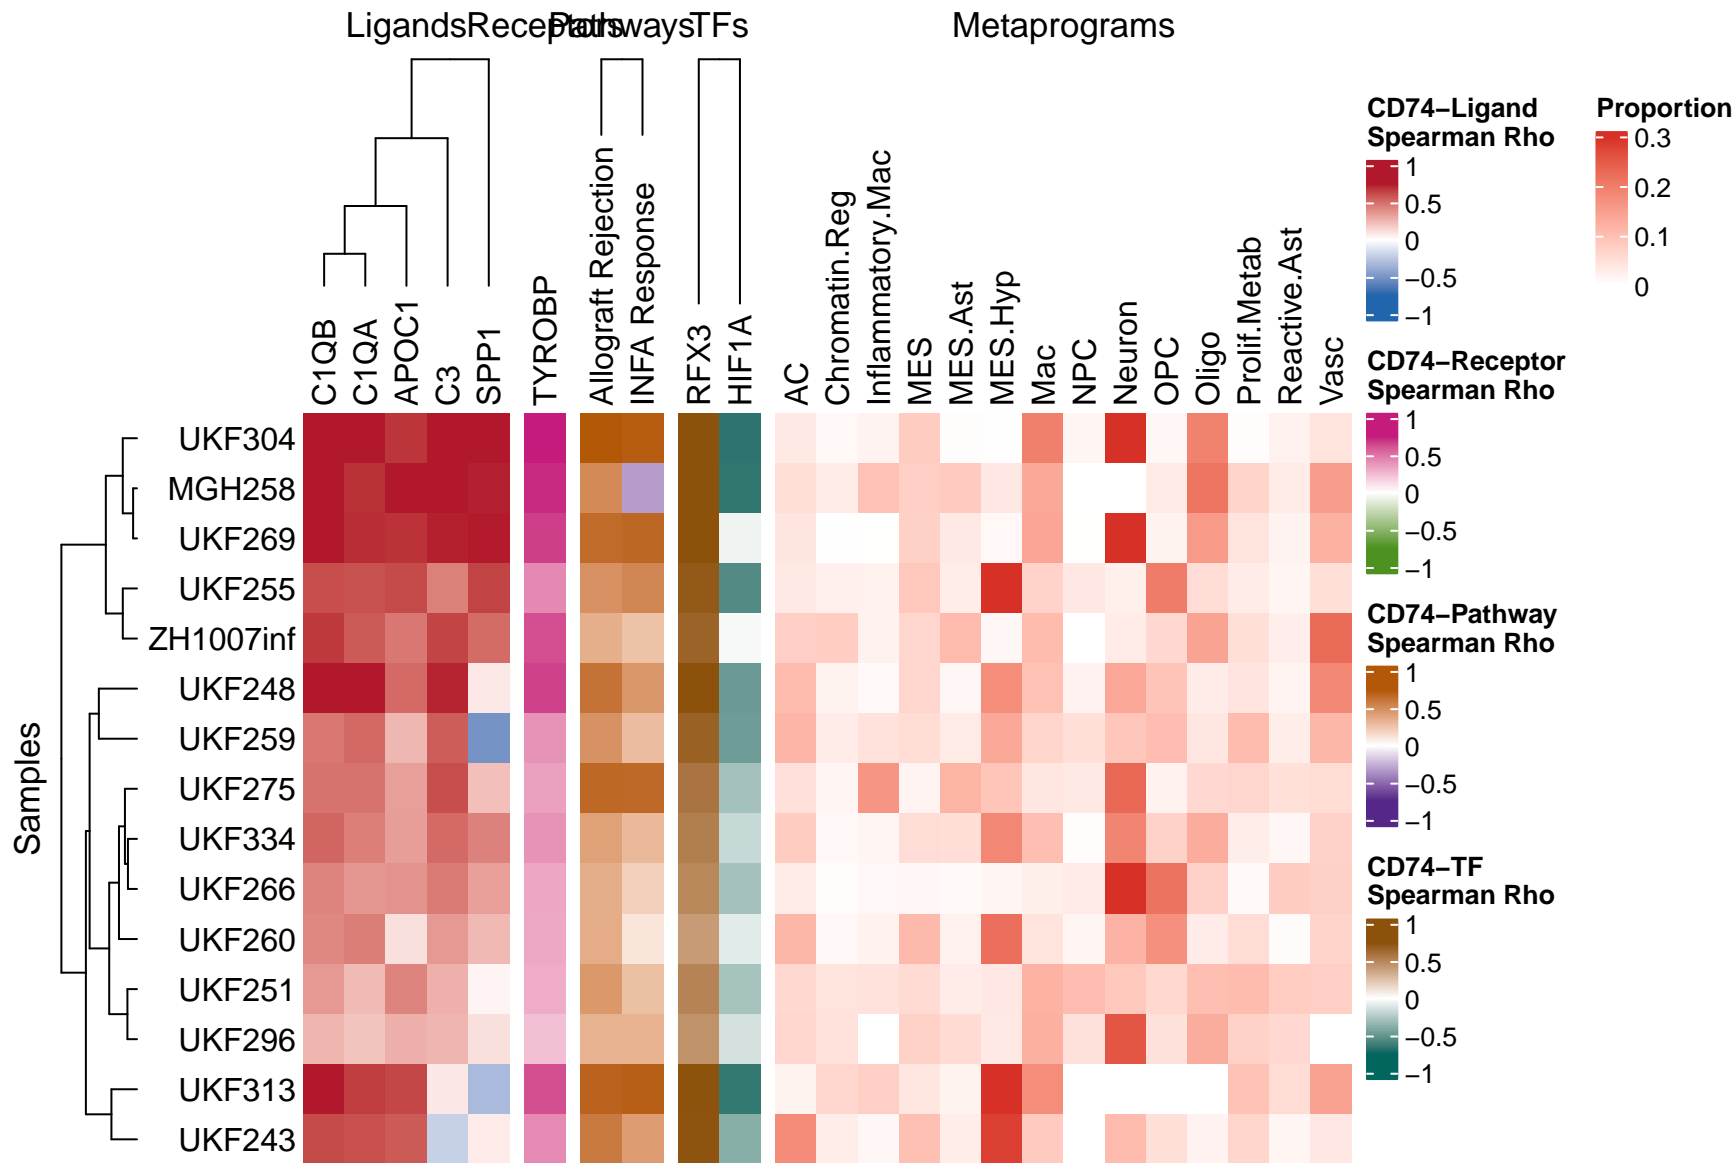 Ligands
Receptors
Pathways
TFs
Metaprograms
C1QB
C1QA
APOC1
C3
SPP1
TYROBP
Allograft Rejection
INFA Response
RFX3
HIF1A
AC
Chromatin.Reg
Inflammatory.Mac
MES
MES.Ast
MES.Hyp
Mac
NPC
Neuron
OPC
Oligo
Prolif.Metab
Reactive.Ast
Vasc
Samples
UKF304
MGH258
UKF269
UKF255
ZH1007inf
UKF248
UKF259
UKF275
UKF334
UKF266
UKF260
UKF251
UKF296
UKF313
UKF243
CD74−Ligand
Spearman Rho
1
0.5
0
−0.5
−1
CD74−Receptor
Spearman Rho
1
0.5
0
−0.5
−1
CD74−Pathway
Spearman Rho
1
0.5
0
−0.5
−1
CD74−TF
Spearman Rho
1
0.5
0
−0.5
−1
Proportion
0.3
0.2
0.1
0